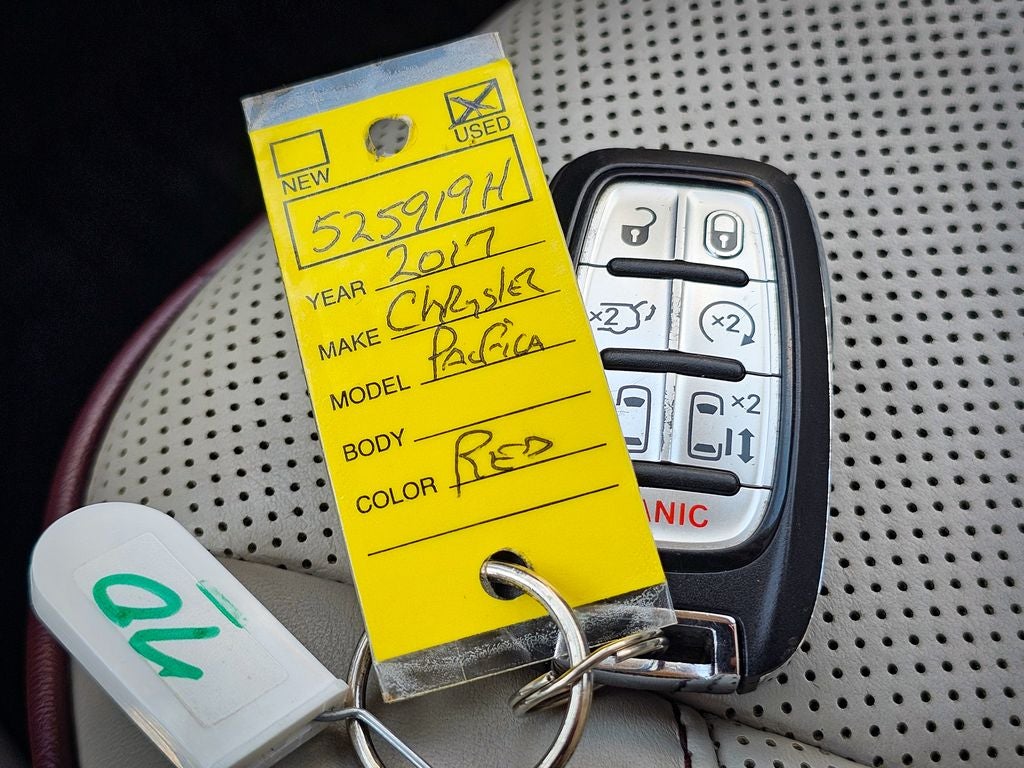 NEW
USED
525919H
YEAR 2017
MAKE Chrysler
MODEL Pacifica
BODY
COLOR RED
×2
×2
×2
ANIC